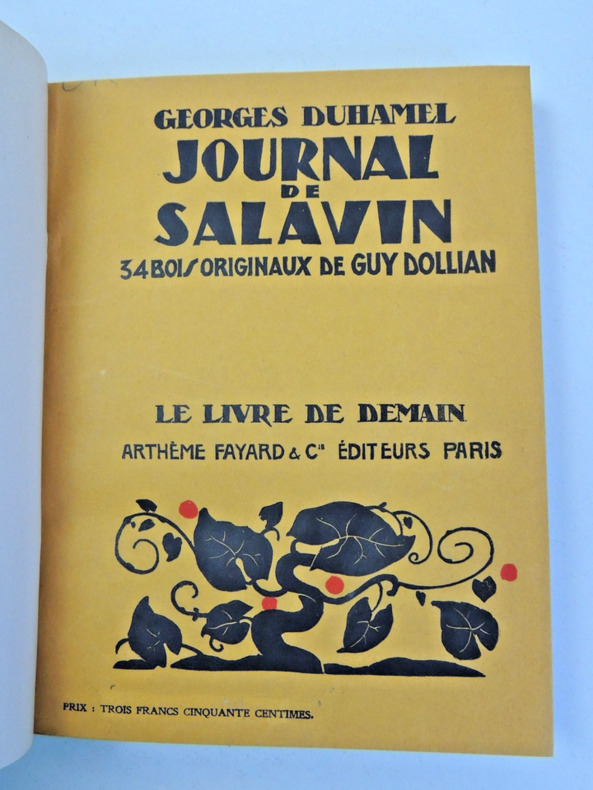 GEORGES DUHAMEL
JOURNAL
DE
SALAVIN
34 BOIS ORIGINAUX DE GUY DOLLIAN
LE LIVRE DE DEMAIN
ARTHÈME FAYARD & Cie ÉDITEURS PARIS
PRIX : TROIS FRANCS CINQUANTE CENTIMES.